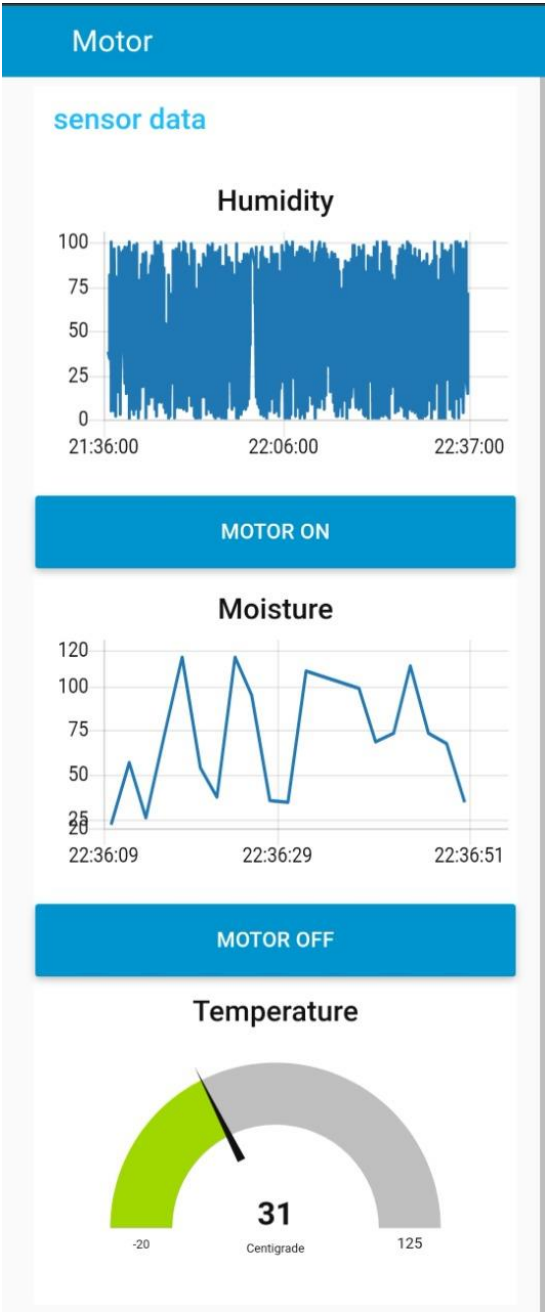 Motor
sensor data
Humidity
100
75
50
25
0
21:36:00 22:06:00 22:37:00
MOTOR ON
Moisture
120
100
75
50
25
20
22:36:09 22:36:29 22:36:51
MOTOR OFF
Temperature
31
-20 Centigrade 125